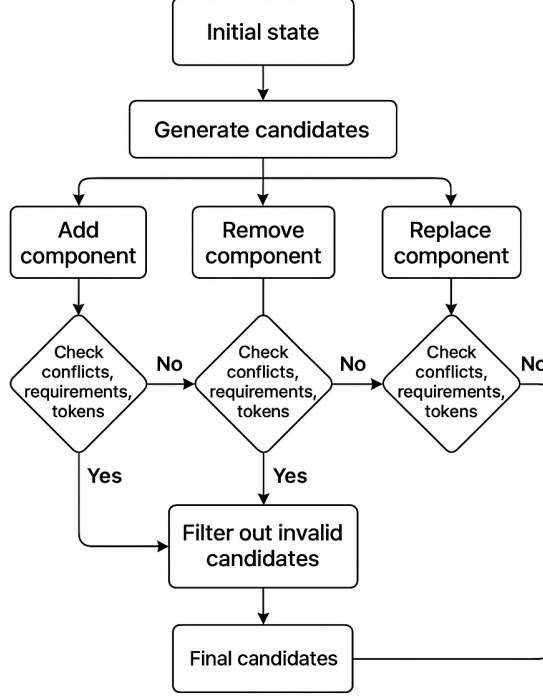 Initial state
Generate candidates
Add
component
Remove
component
Replace
component
Check
conflicts,
requirements,
tokens
No
Check
conflicts,
requirements,
tokens
No
Check
conflicts,
requirements,
tokens
No
Yes
Yes
Filter out invalid
candidates
Final candidates